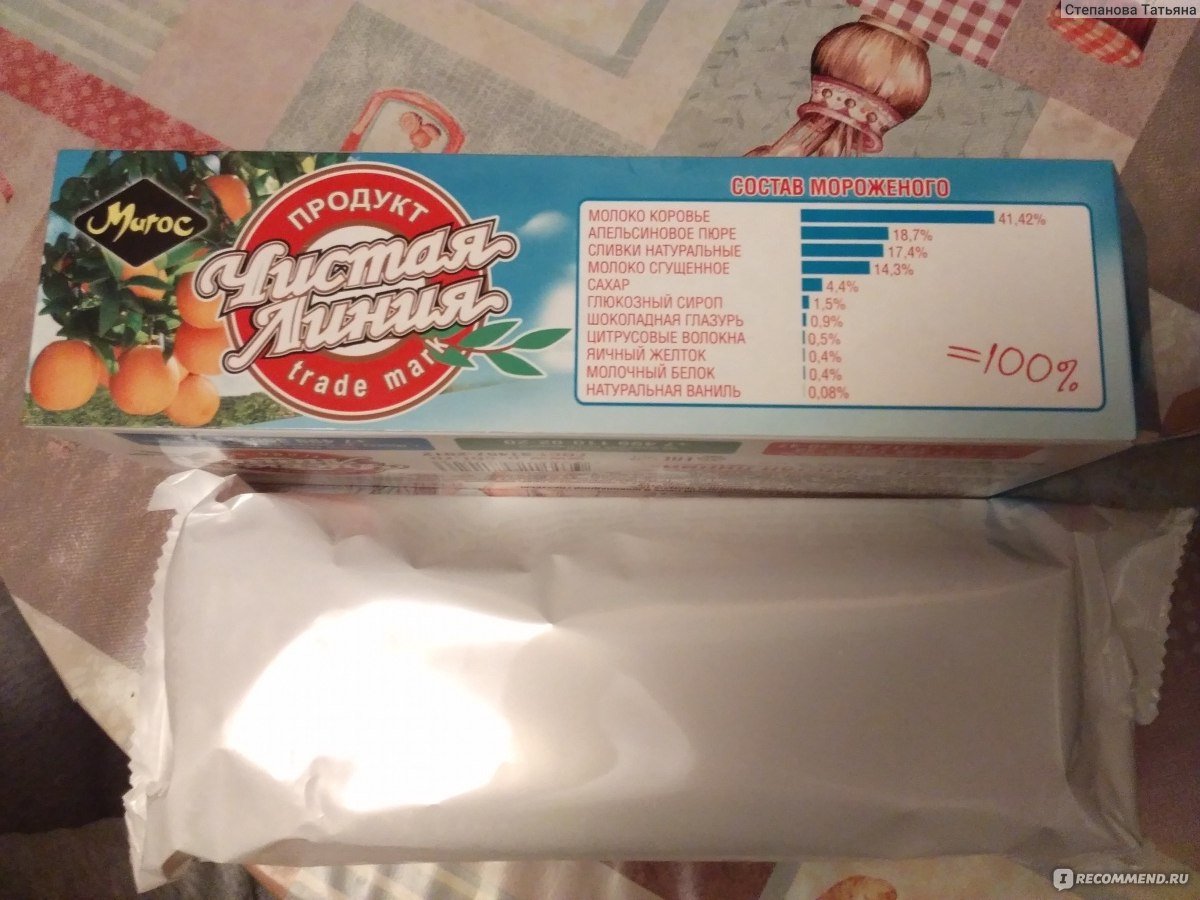 Степанова Татьяна
Maroc
ПРОДУКТ
Чистая
Линия
trade mark
СОСТАВ МОРОЖЕНОГО
МОЛОКО КОРОВЬЕ 41,42%
АПЕЛЬСИНОВОЕ ПЮРЕ 18,7%
СЛИВКИ НАТУРАЛЬНЫЕ 17,4%
МОЛОКО СГУЩЕННОЕ 14,3%
САХАР 4,4%
ГЛЮКОЗНЫЙ СИРОП 1,5%
ШОКОЛАДНАЯ ГЛАЗУРЬ 0,9%
ЦИТРУСОВЫЕ ВОЛОКНА 0,5%
ЯИЧНЫЙ ЖЕЛТОК 0,4%
МОЛОЧНЫЙ БЕЛОК 0,4%
НАТУРАЛЬНАЯ ВАНИЛЬ 0,08%
=100%
IRECOMMEND.RU